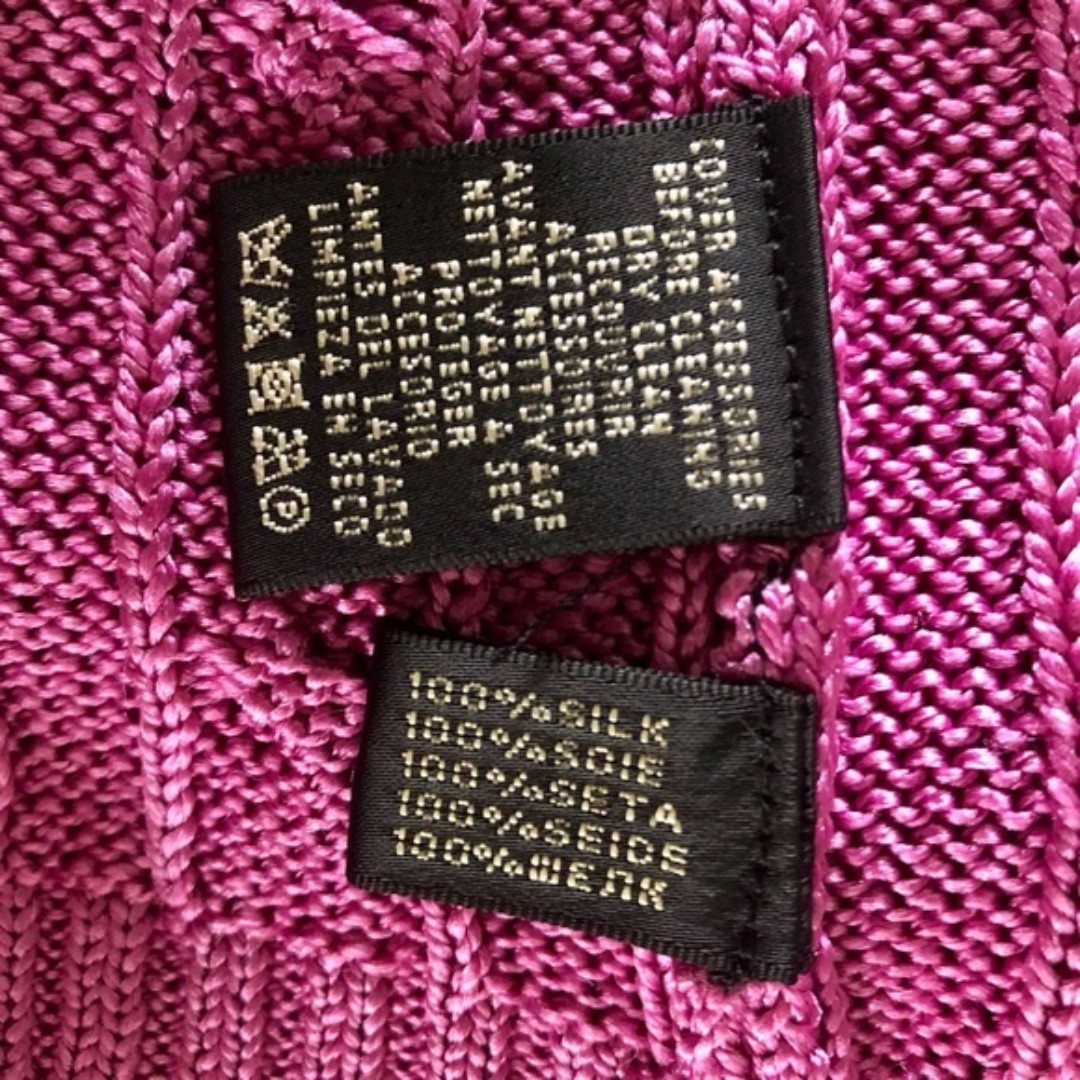 COVER ACCESSORIES
BEFORE CLEANING
DRY CLEAN
RECOUVRIR
ACCESSOIRES
AVANT NETTOYAGE
NETTOYAGE A SEC
PROTEGER
ACCESORIO
ANTES DEL LAVADO
LIMPIEZA EN SECO
P
100%SILK
100%SOIE
100%SETA
100%SEIDE
100%ШЕЛК